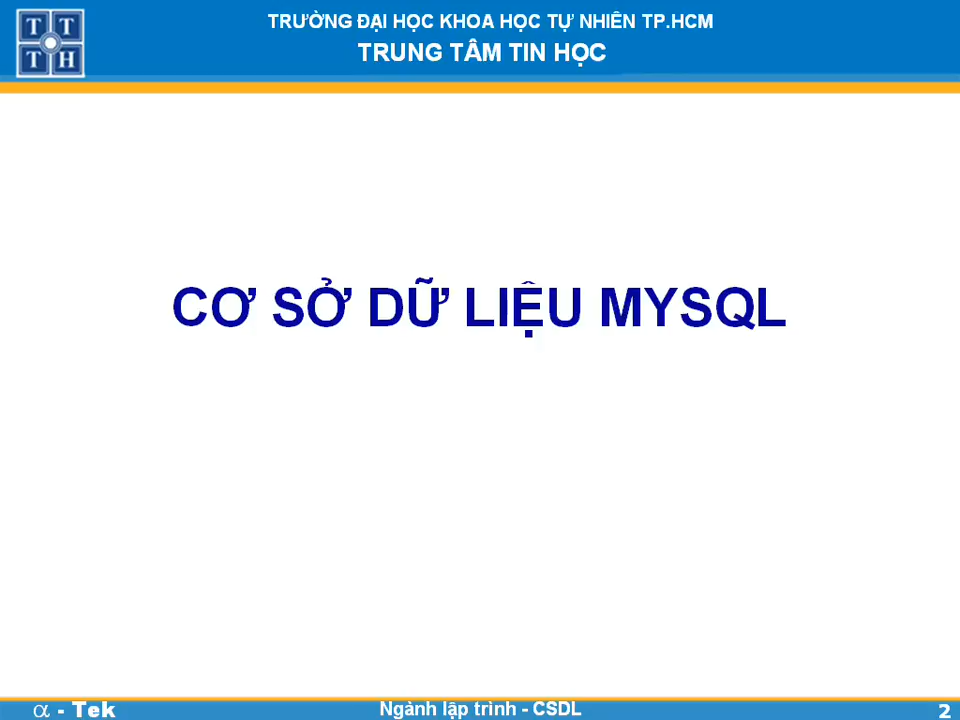 T T
T H
TRƯỜNG ĐẠI HỌC KHOA HỌC TỰ NHIÊN TP.HCM
TRUNG TÂM TIN HỌC
CƠ SỞ DỮ LIỆU MYSQL
α - Tek
Ngành lập trình - CSDL
2